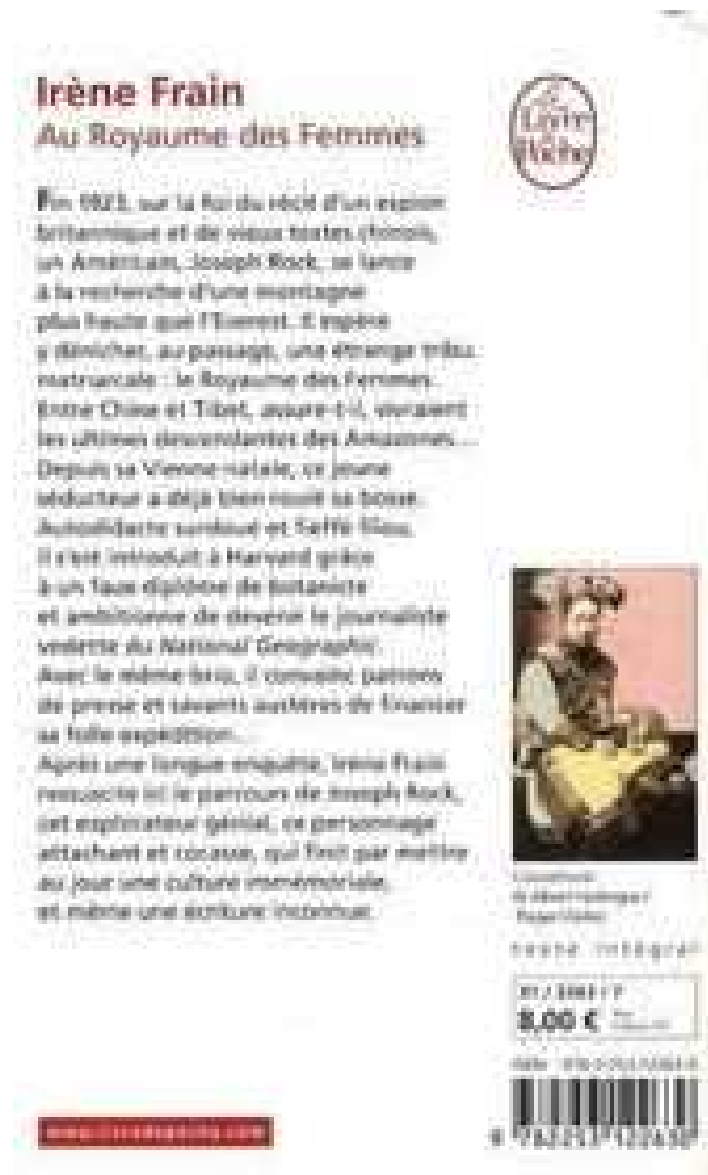 Irène Frain
Au Royaume des Femmes
Le
Livre
de
Poche
Fin 1923, sur la foi du récit d'un espion
britannique et de vieux textes chinois,
un Américain, Joseph Rock, se lance
à la recherche d'une montagne
plus haute que l'Everest. Il espère
y dénicher, au passage, une étrange tribu
matriarcale : le Royaume des Femmes.
Entre Chine et Tibet, assure-t-il, vivraient
les ultimes descendantes des Amazones...
Depuis sa Vienne natale, ce jeune
séducteur a déjà bien roulé sa bosse.
Autodidacte surdoué et fieffé filou,
il s'est introduit à Harvard grâce
à un faux diplôme de botaniste
et ambitionne de devenir le journaliste
vedette du National Geographic.
Avec le même brio, il convainc patrons
de presse et savants austères de financer
sa folle expédition...
Après une longue enquête, Irène Frain
ressuscite ici le parcours de Joseph Rock,
cet explorateur génial, ce personnage
attachant et cocasse, qui finit par mettre
au jour une culture immémoriale,
et même une écriture inconnue.
texte intégral
8,00 €